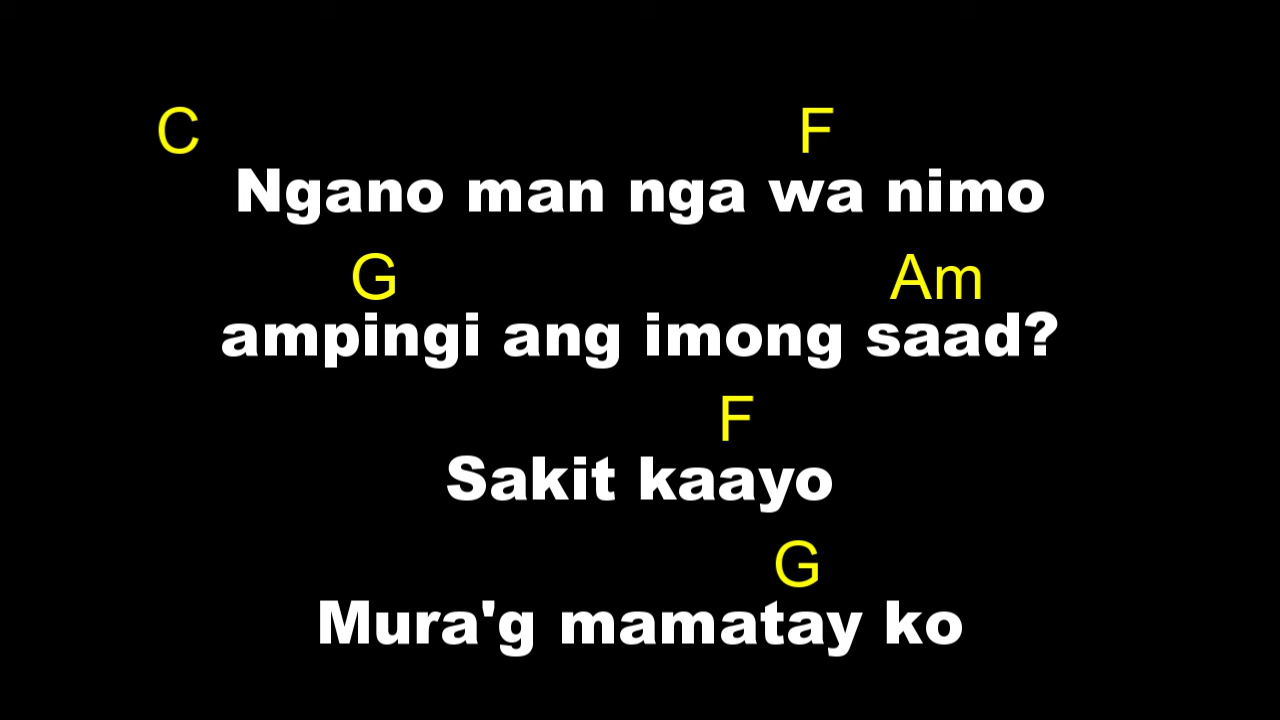 C F
Ngano man nga wa nimo
G Am
ampingi ang imong saad?
F
Sakit kaayo
G
Mura'g mamatay ko